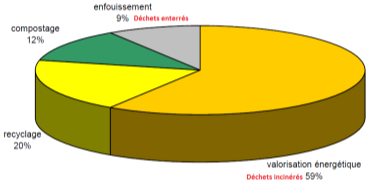 enfouissement
9% Déchets enterrés
compostage
12%
recyclage
20%
valorisation énergétique
Déchets incinérés 59%